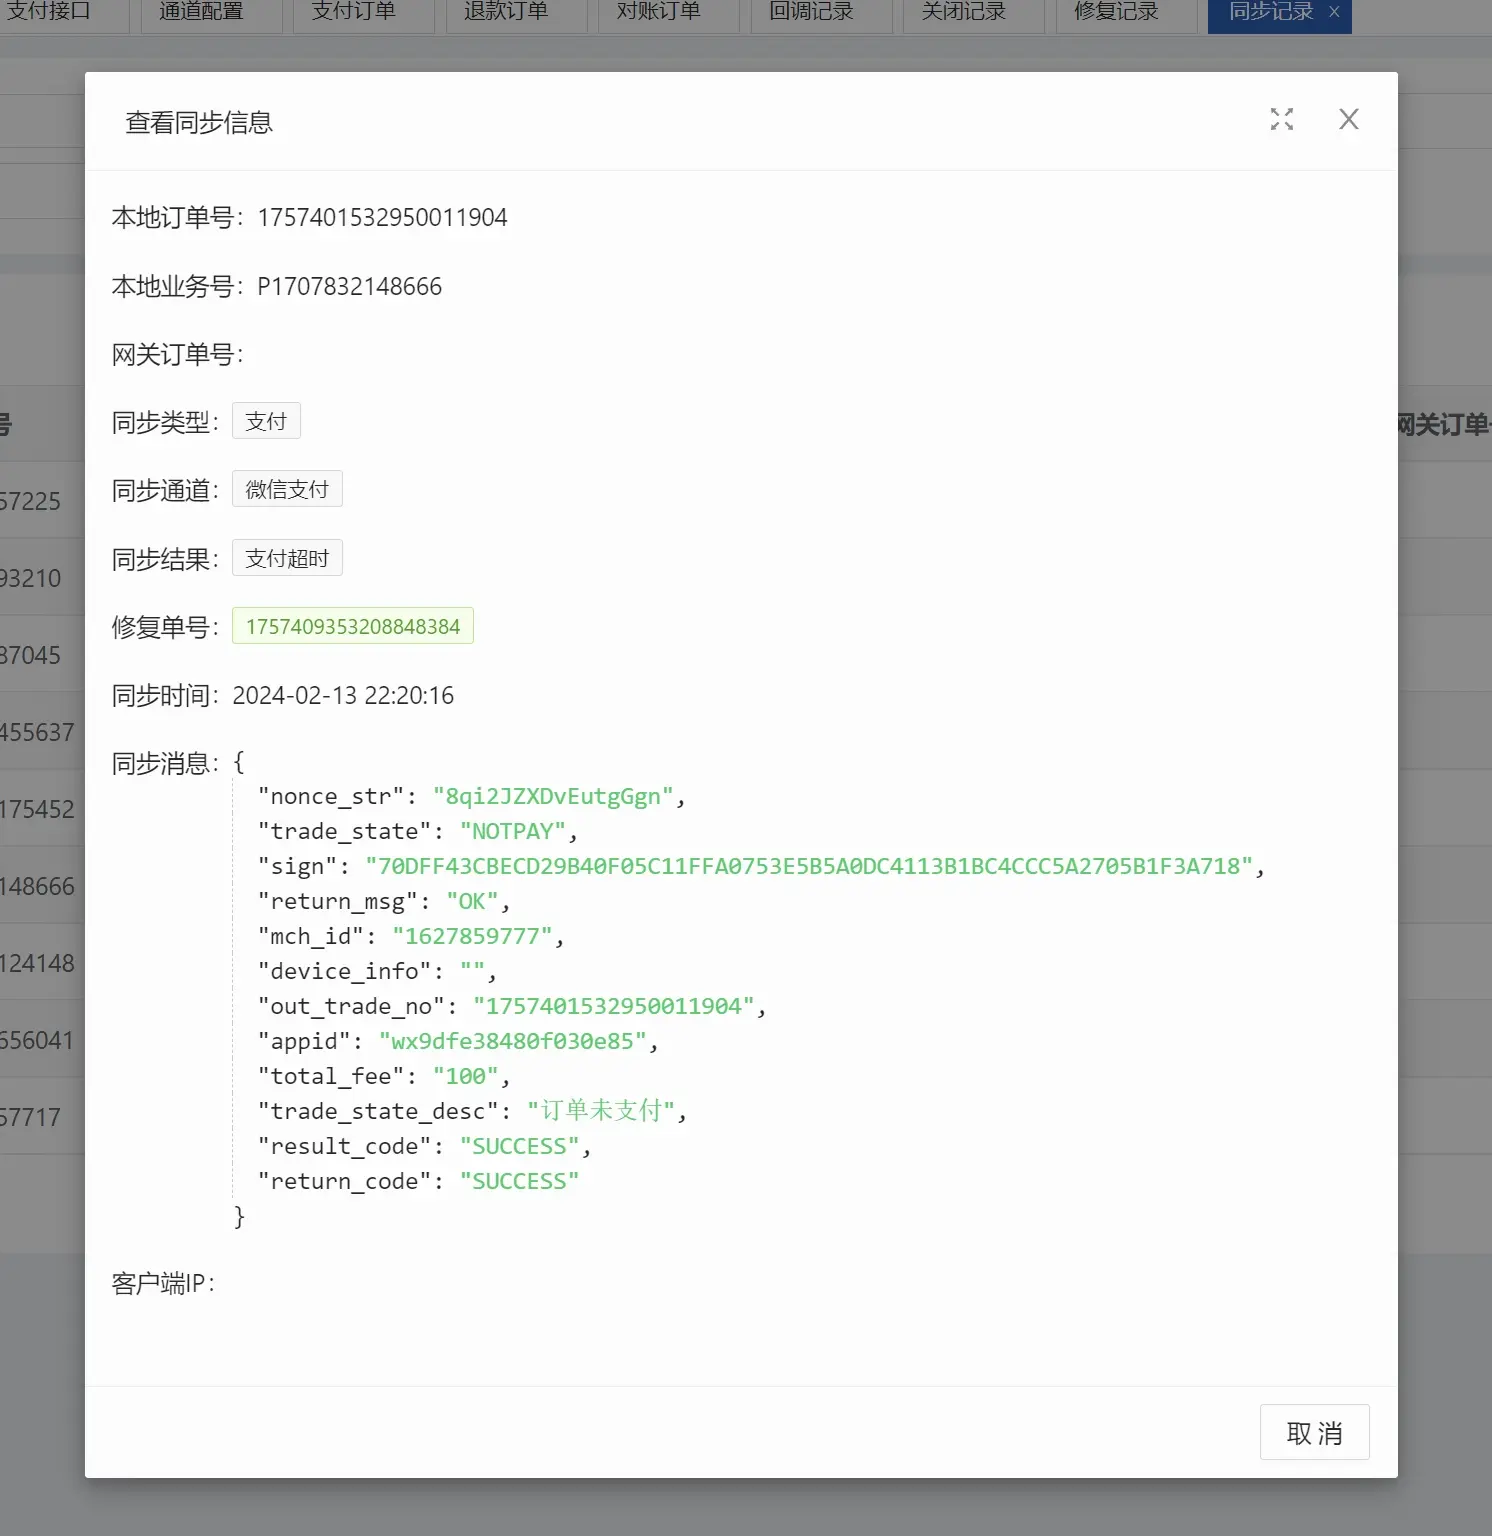 支付接口 通道配置 支付订单 退款订单 对账订单 回调记录 关闭记录 修复记录 同步记录 ×
查看同步信息
本地订单号： 1757401532950011904
本地业务号： P1707832148666
网关订单号：
同步类型： 支付
同步通道： 微信支付
同步结果： 支付超时
修复单号： 1757409353208848384
同步时间： 2024-02-13 22:20:16
同步消息： {
"nonce_str": "8qi2JZXDvEutgGgn",
"trade_state": "NOTPAY",
"sign": "70DFF43CBECD29B40F05C11FFA0753E5B5A0DC4113B1BC4CCC5A2705B1F3A718",
"return_msg": "OK",
"mch_id": "1627859777",
"device_info": "",
"out_trade_no": "1757401532950011904",
"appid": "wx9dfe38480f030e85",
"total_fee": "100",
"trade_state_desc": "订单未支付",
"result_code": "SUCCESS",
"return_code": "SUCCESS"
}
客户端IP：
取 消
号
57225
93210
87045
455637
175452
148666
124148
656041
57717
网关订单